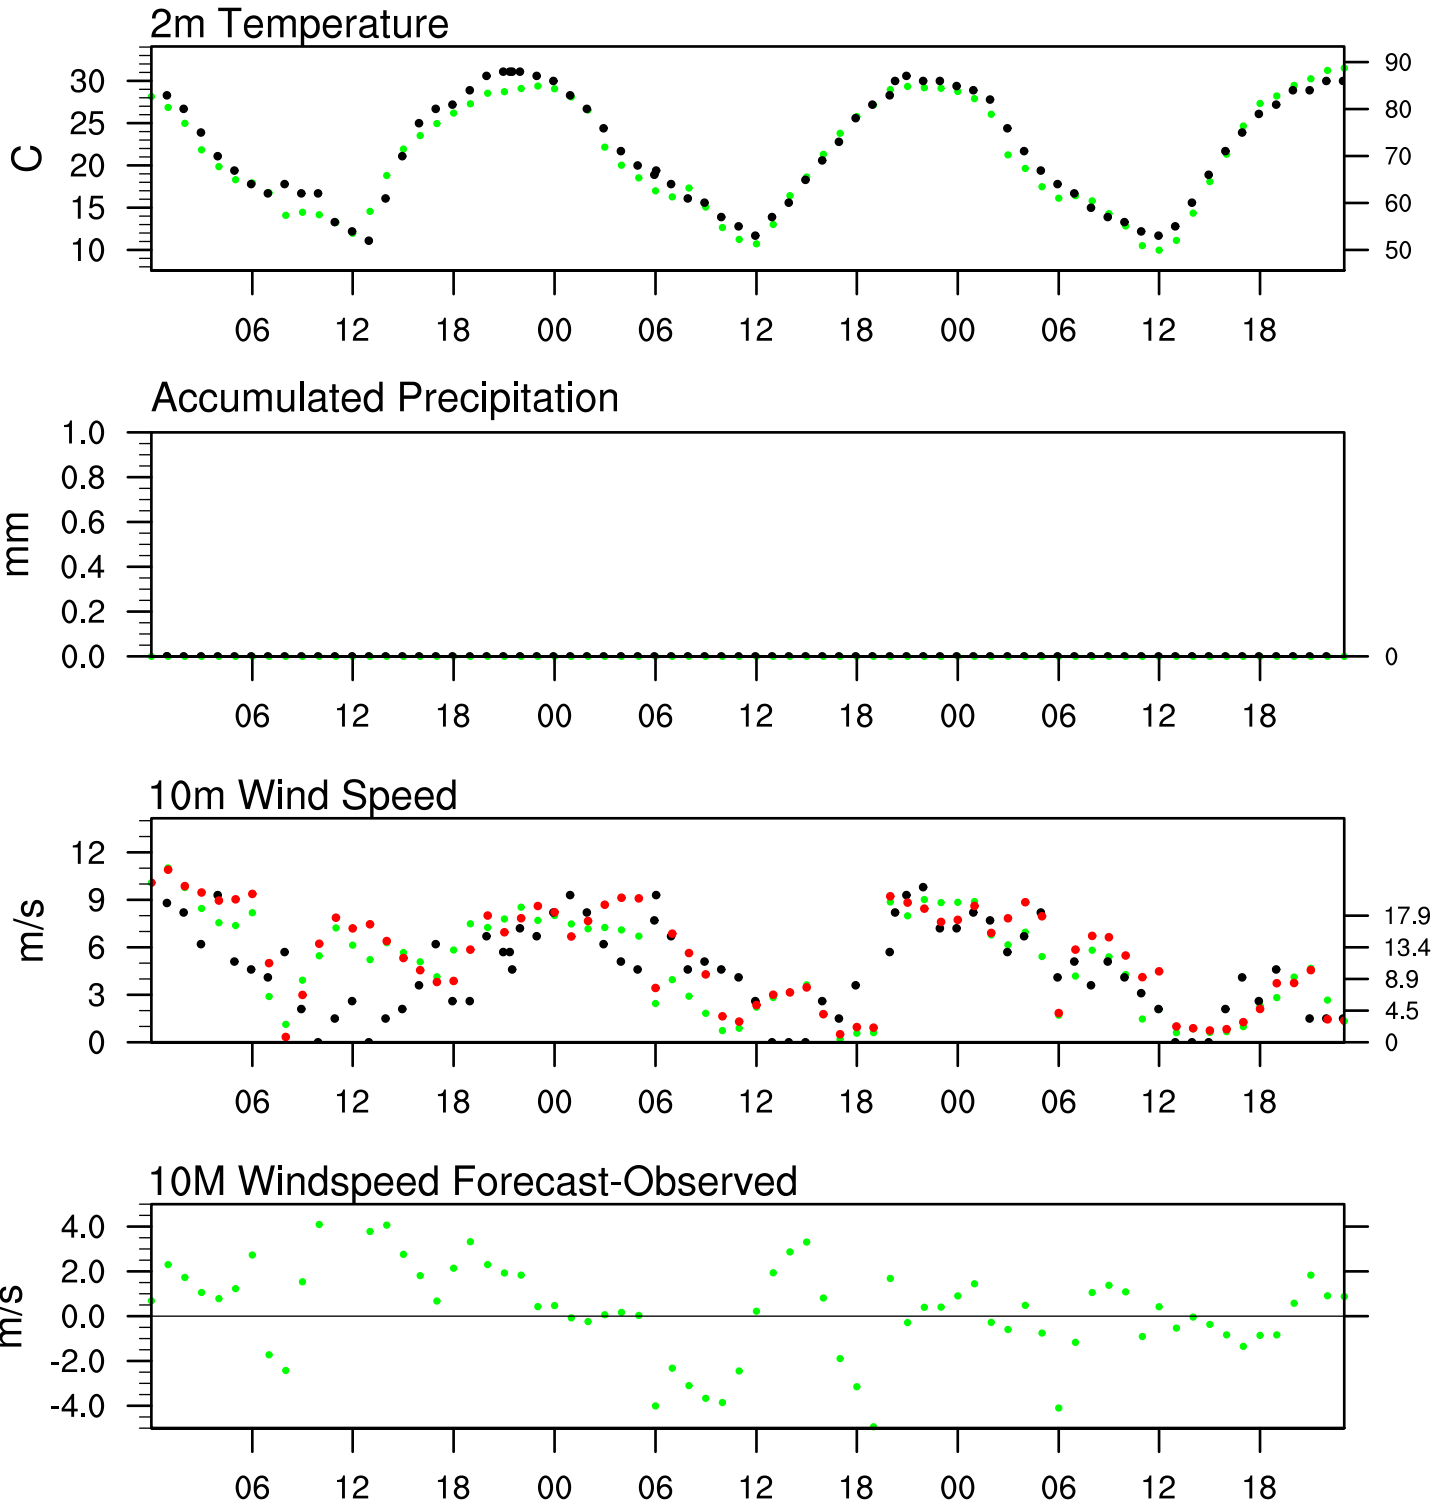 2m Temperature
30
25
20
15
10
C
90
80
70
60
50
06 12 18 00 06 12 18 00 06 12 18
Accumulated Precipitation
1.0
0.8
0.6
0.4
0.2
0.0
mm
0
06 12 18 00 06 12 18 00 06 12 18
10m Wind Speed
12
9
6
3
0
m/s
17.9
13.4
8.9
4.5
0
06 12 18 00 06 12 18 00 06 12 18
10M Windspeed Forecast-Observed
4.0
2.0
0.0
-2.0
-4.0
m/s
06 12 18 00 06 12 18 00 06 12 18